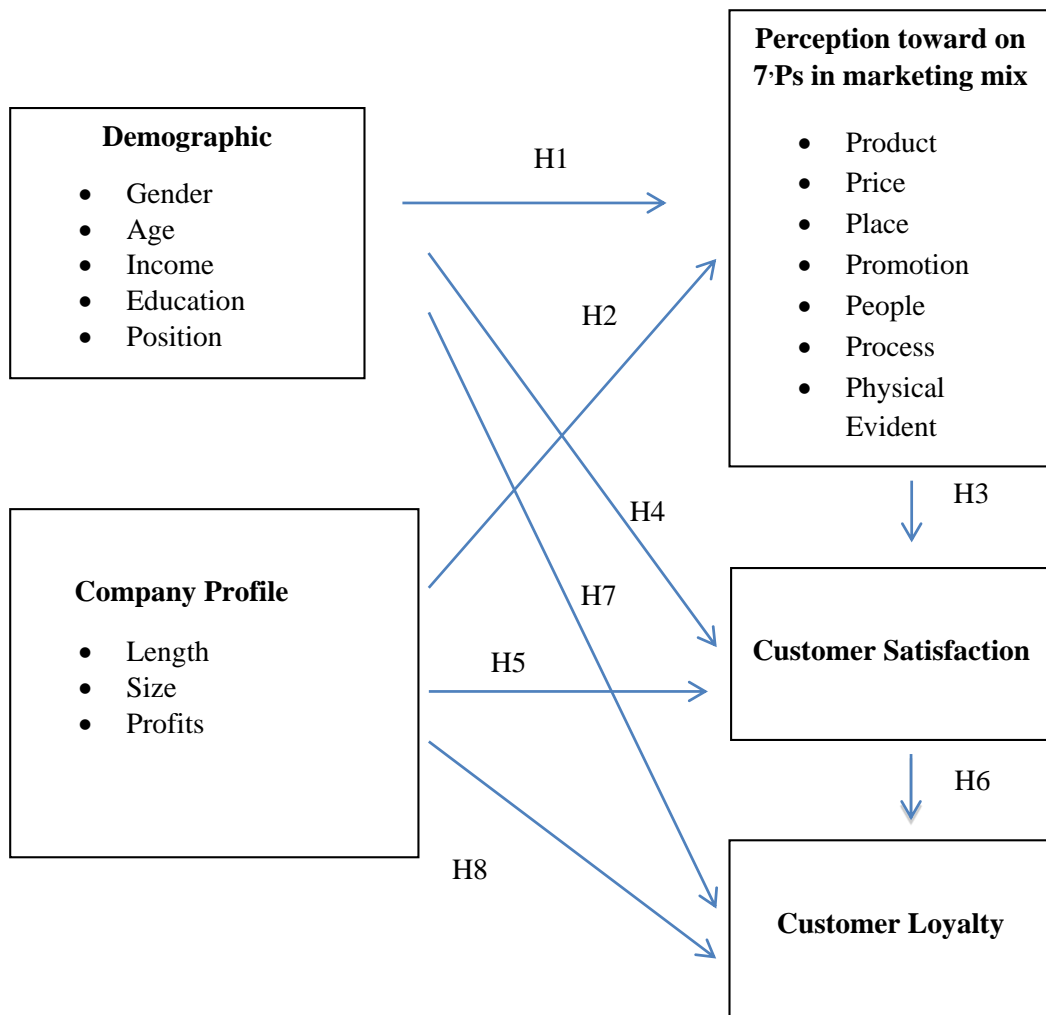 Perception toward on
7,Ps in marketing mix
• Product
• Price
• Place
• Promotion
• People
• Process
• Physical
Evident
Demographic
• Gender
• Age
• Income
• Education
• Position
H1
H2
H3
H4
Company Profile
• Length
• Size
• Profits
H7
H5
Customer Satisfaction
H6
H8
Customer Loyalty